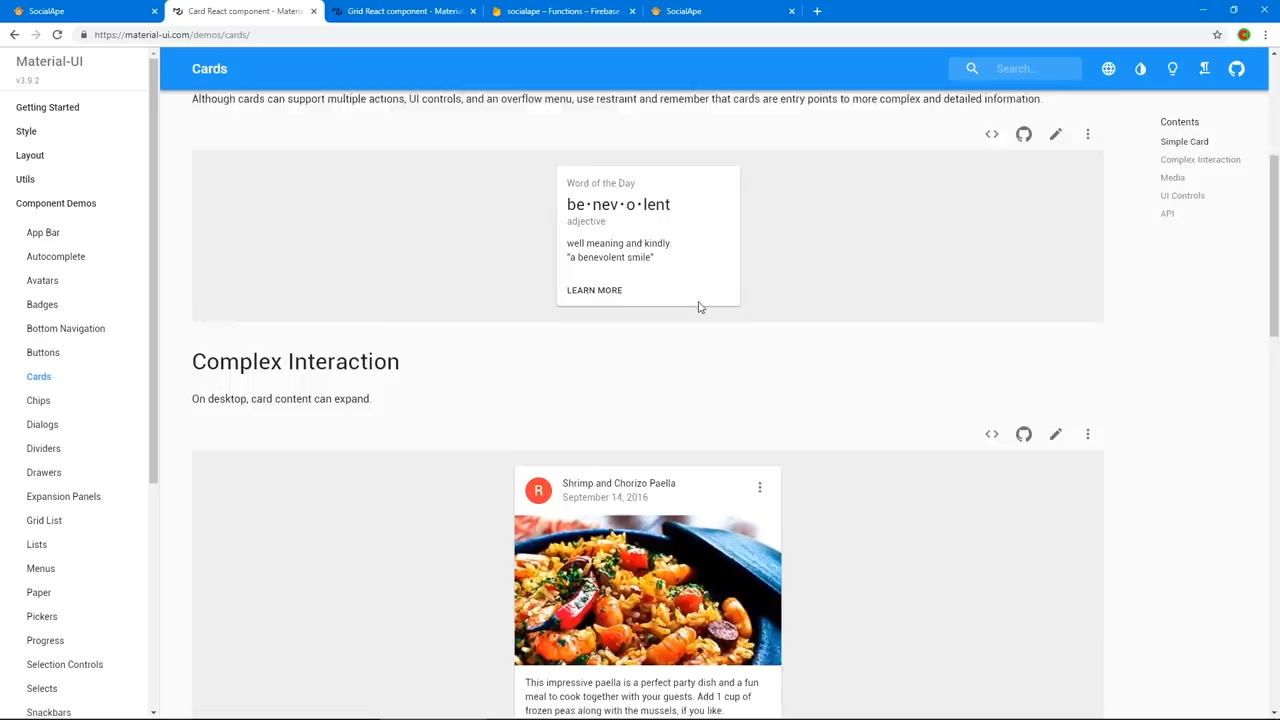 SocialApe
Card React component - Materia
Grid React component - Material
socialape – Functions – Firebase
SocialApe
https://material-ui.com/demos/cards/
Material-UI
v3.9.2
Getting Started
Style
Layout
Utils
Component Demos
App Bar
Autocomplete
Avatars
Badges
Bottom Navigation
Buttons
Cards
Chips
Dialogs
Dividers
Drawers
Expansion Panels
Grid List
Lists
Menus
Paper
Pickers
Progress
Selection Controls
Selects
Snackbars
Cards
Search...
Although cards can support multiple actions, UI controls, and an overflow menu, use restraint and remember that cards are entry points to more complex and detailed information.
Word of the Day
be•nev•o•lent
adjective
well meaning and kindly.
"a benevolent smile"
LEARN MORE
Complex Interaction
On desktop, card content can expand.
R
Shrimp and Chorizo Paella
September 14, 2016
This impressive paella is a perfect party dish and a fun
meal to cook together with your guests. Add 1 cup of
frozen peas along with the mussels, if you like.
Contents
Simple Card
Complex Interaction
Media
UI Controls
API